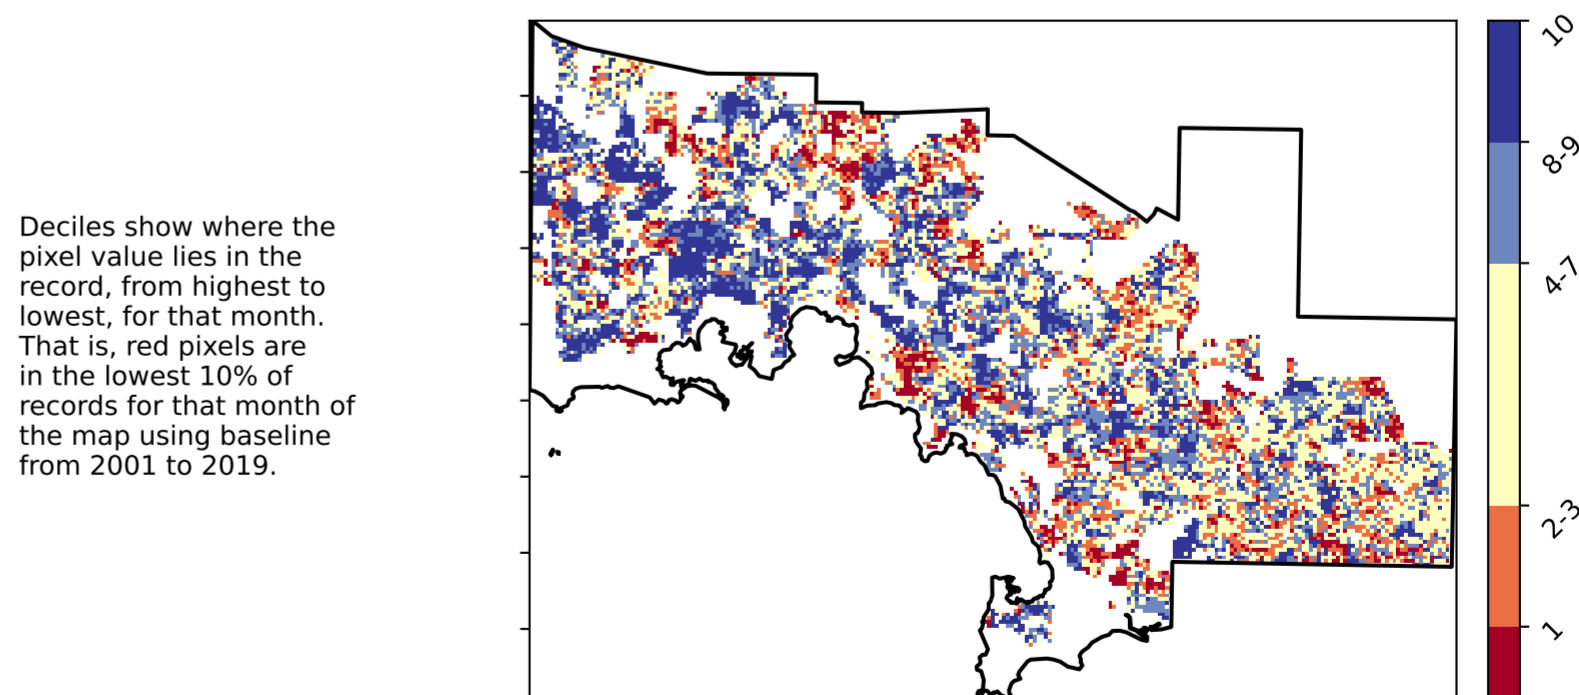 Deciles show where the
pixel value lies in the
record, from highest to
lowest, for that month.
That is, red pixels are
in the lowest 10% of
records for that month of
the map using baseline
from 2001 to 2019.
10
8-9
4-7
2-3
1